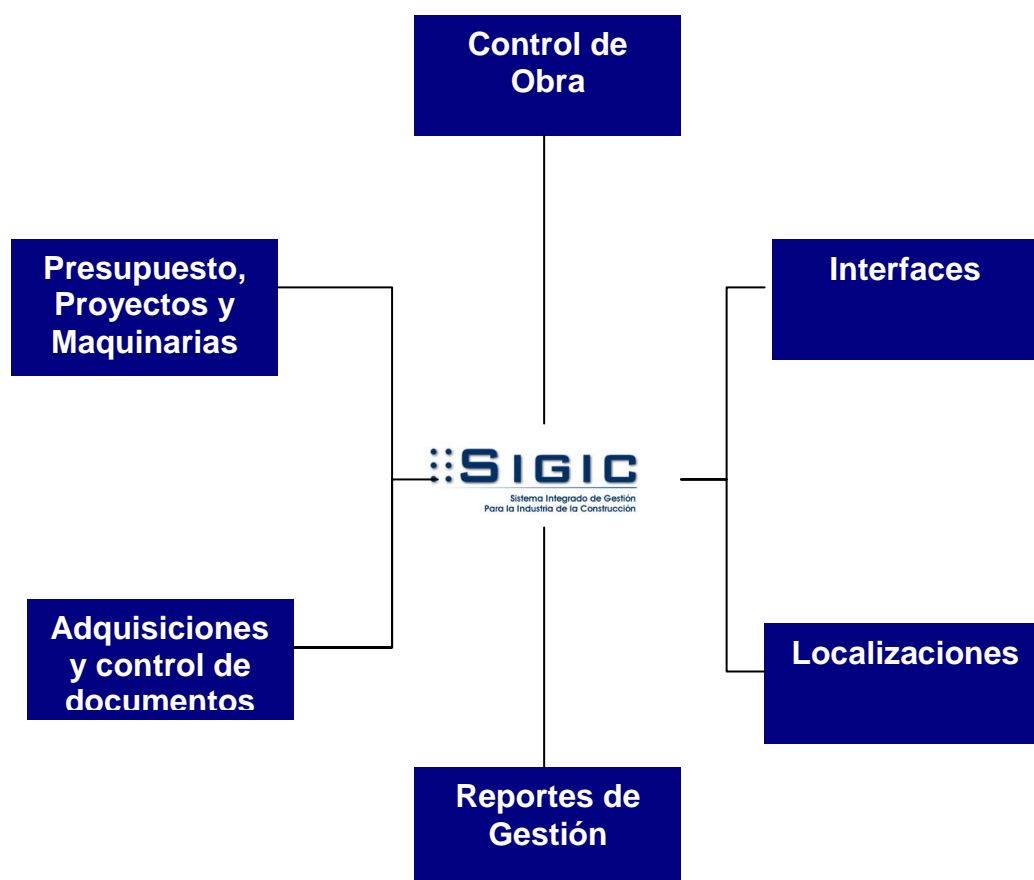 Control de
Obra
Presupuesto,
Proyectos y
Maquinarias
Interfaces
SIGIC
Sistema Integrado de Gestión
Para la Industria de la Construcción
Adquisiciones
y control de
documentos
Localizaciones
Reportes de
Gestión